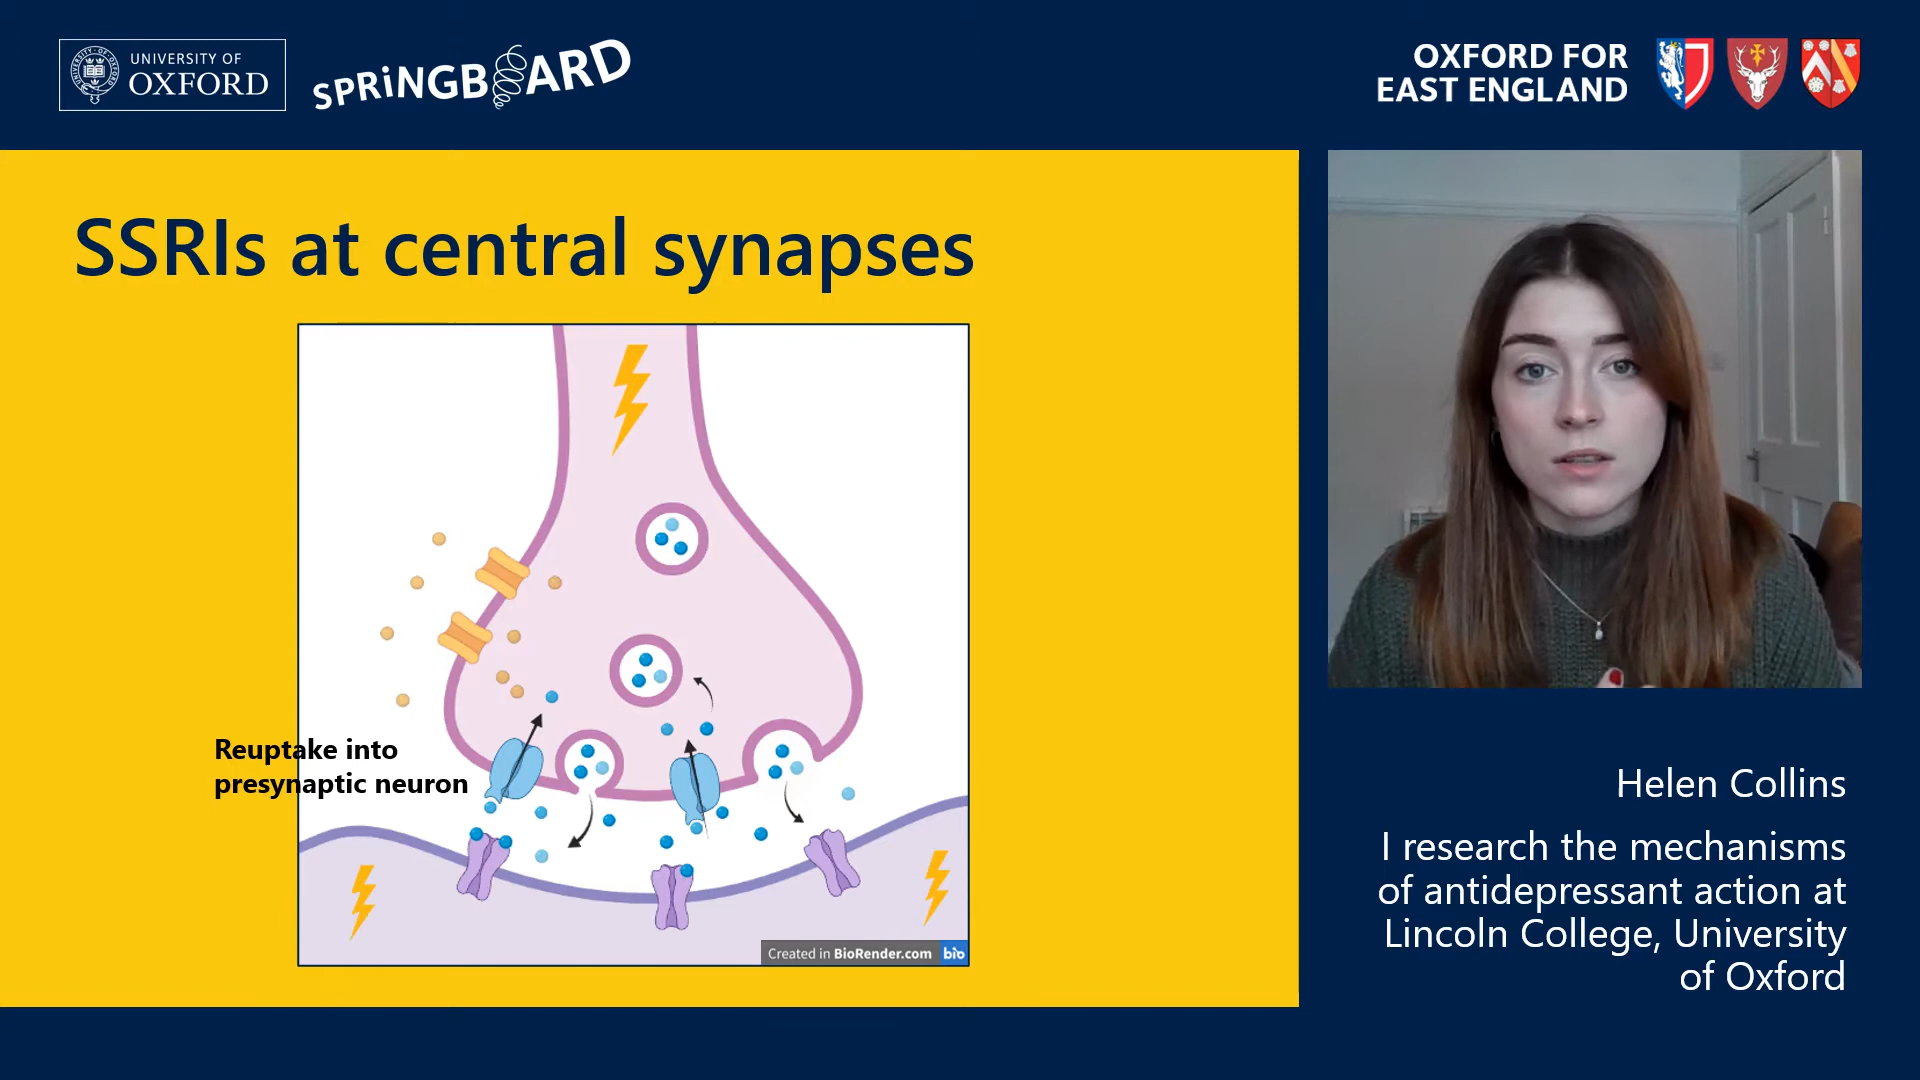 UNIVERSITY OF
OXFORD
SPRiNGBOARD
OXFORD FOR
EAST ENGLAND
SSRIs at central synapses
Reuptake into
presynaptic neuron
Created in BioRender.com bio
Helen Collins
I research the mechanisms
of antidepressant action at
Lincoln College, University
of Oxford